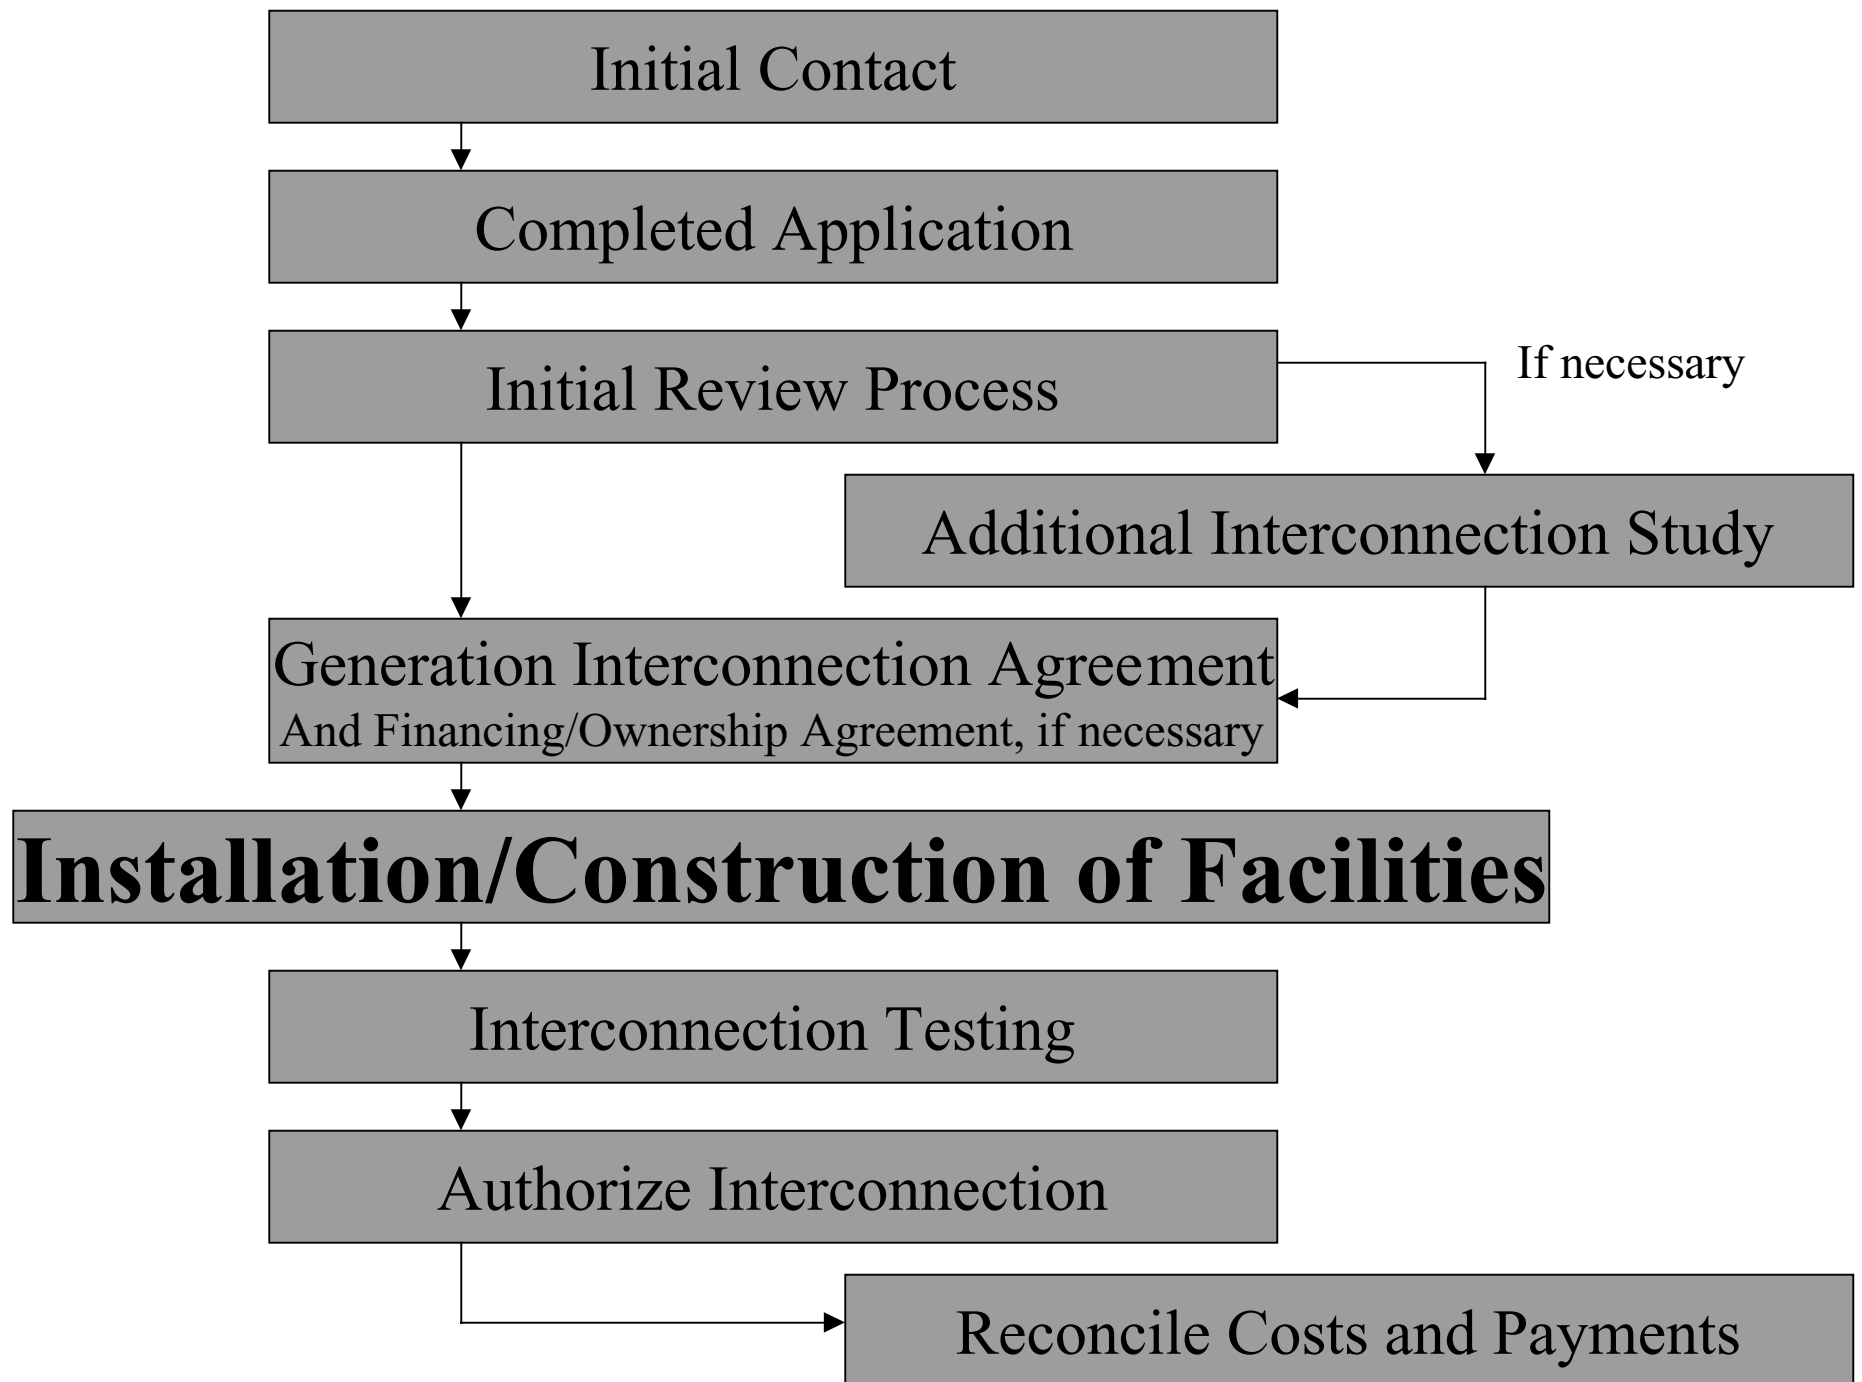 Initial Contact
Completed Application
Initial Review Process
If necessary
Additional Interconnection Study
Generation Interconnection Agreement
And Financing/Ownership Agreement, if necessary
Installation/Construction of Facilities
Interconnection Testing
Authorize Interconnection
Reconcile Costs and Payments